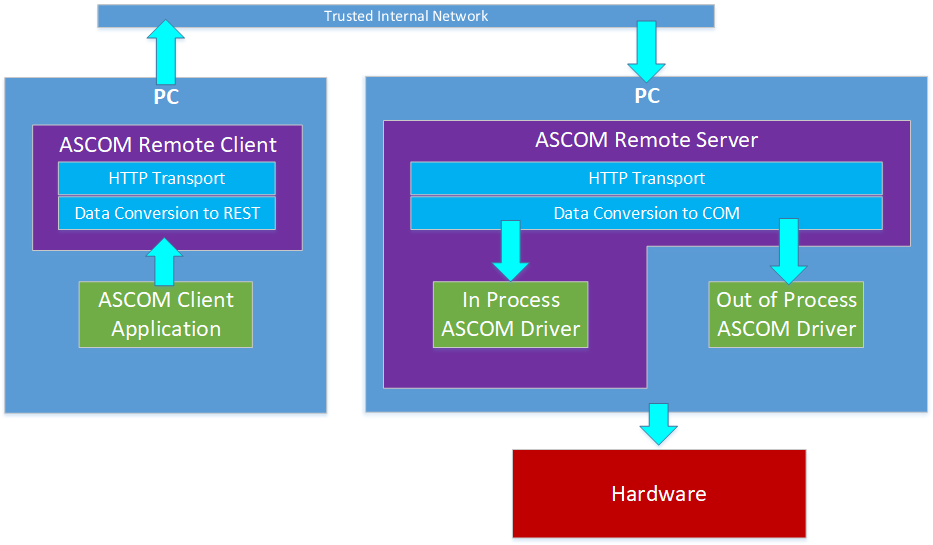 Trusted Internal Network
PC
ASCOM Remote Client
HTTP Transport
Data Conversion to REST
ASCOM Client
Application
PC
ASCOM Remote Server
HTTP Transport
Data Conversion to COM
In Process
ASCOM Driver
Out of Process
ASCOM Driver
Hardware